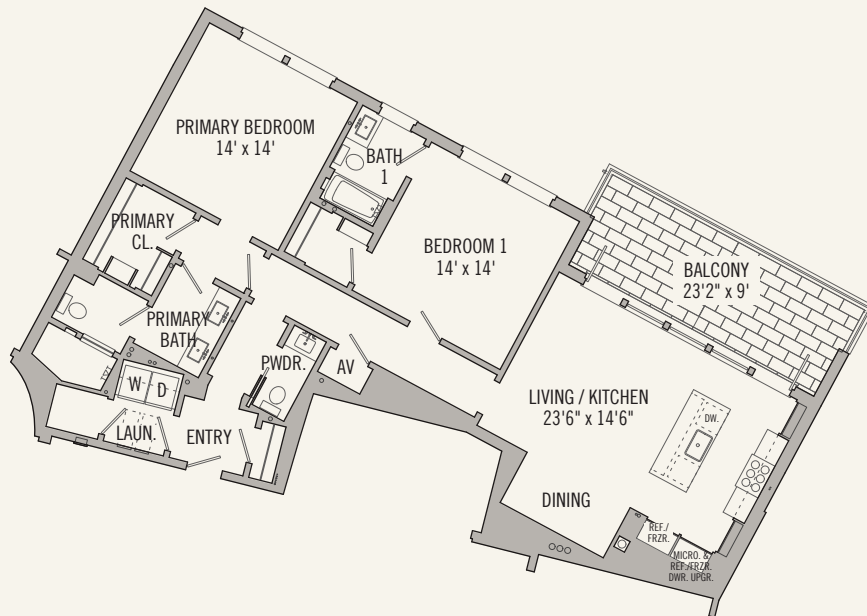 PRIMARY BEDROOM
14' x 14'
BATH
1
PRIMARY
CL.
BEDROOM 1
14' x 14'
BALCONY
23'2" x 9'
PRIMARY
BATH
PWDR.
AV
W D
LAUN.
ENTRY
LIVING / KITCHEN
23'6" x 14'6"
DW.
DINING
REF./
FRZR.
MICRO. &
REF./FRZR.
DWR. UPGR.